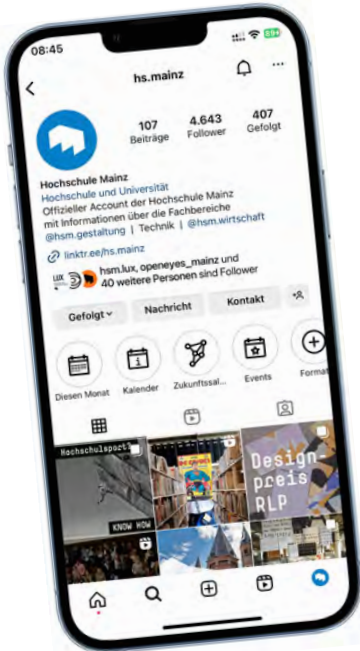 08:45
89+
hs.mainz
107 4.643 407
Beiträge Follower Gefolgt
Hochschule Mainz
Hochschule und Universität
Offizieller Account der Hochschule Mainz
mit Informationen über die Fachbereiche
@hsm.gestaltung | Technik | @hsm.wirtschaft
linktr.ee/hs.mainz
LUX
hsm.lux, openeyes_mainz und
40 weitere Personen sind Follower
Gefolgt Nachricht Kontakt
Diesen Monat Kalender Zukunftssal... Events Format
Hochschulsport?
KNOW HOW
Design-
preis
RLP